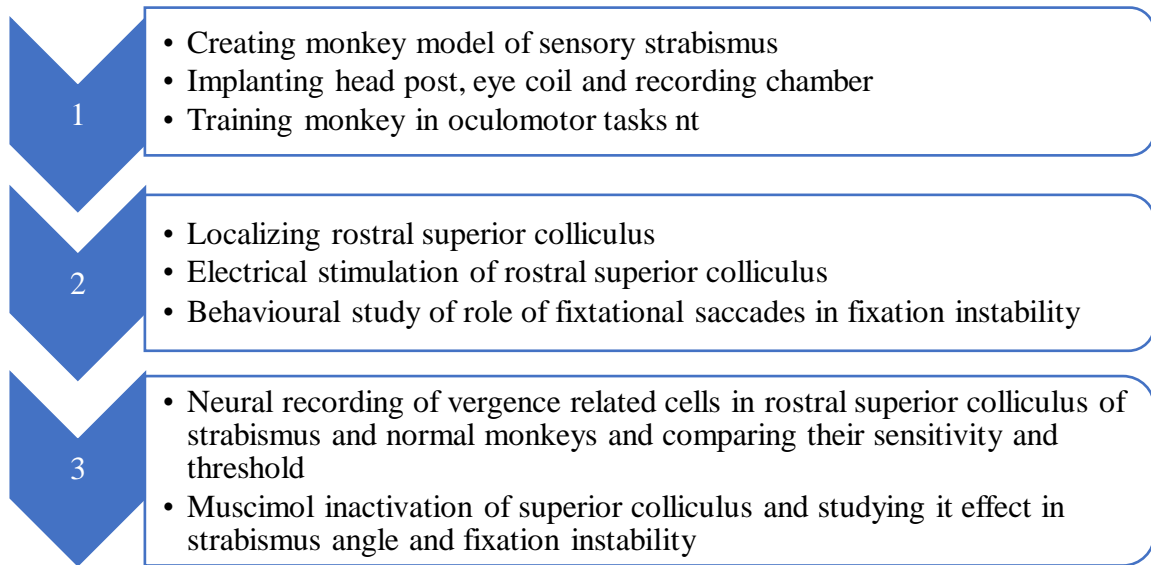 1
• Creating monkey model of sensory strabismus
• Implanting head post, eye coil and recording chamber
• Training monkey in oculomotor tasks nt
2
• Localizing rostral superior colliculus
• Electrical stimulation of rostral superior colliculus
• Behavioural study of role of fixtational saccades in fixation instability
3
• Neural recording of vergence related cells in rostral superior colliculus of
strabismus and normal monkeys and comparing their sensitivity and
threshold
• Muscimol inactivation of superior colliculus and studying it effect in
strabismus angle and fixation instability